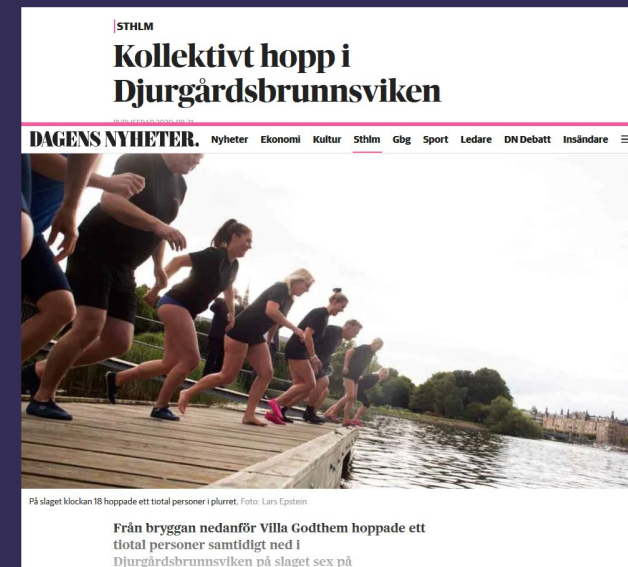 STHLM
Kollektivt hopp i
Djurgårdsbrunnsviken
DAGENS NYHETER. Nyheter Ekonomi Kultur Sthlm Gbg Sport Ledare DN Debatt Insändare
På slaget klockan 18 hoppade ett tiotal personer i plurret. Foto: Lars Epstein
Från bryggan nedanför Villa Godthem hoppade ett
tiotal personer samtidigt ned i
Djurgårdsbrunnsviken på slaget sex på